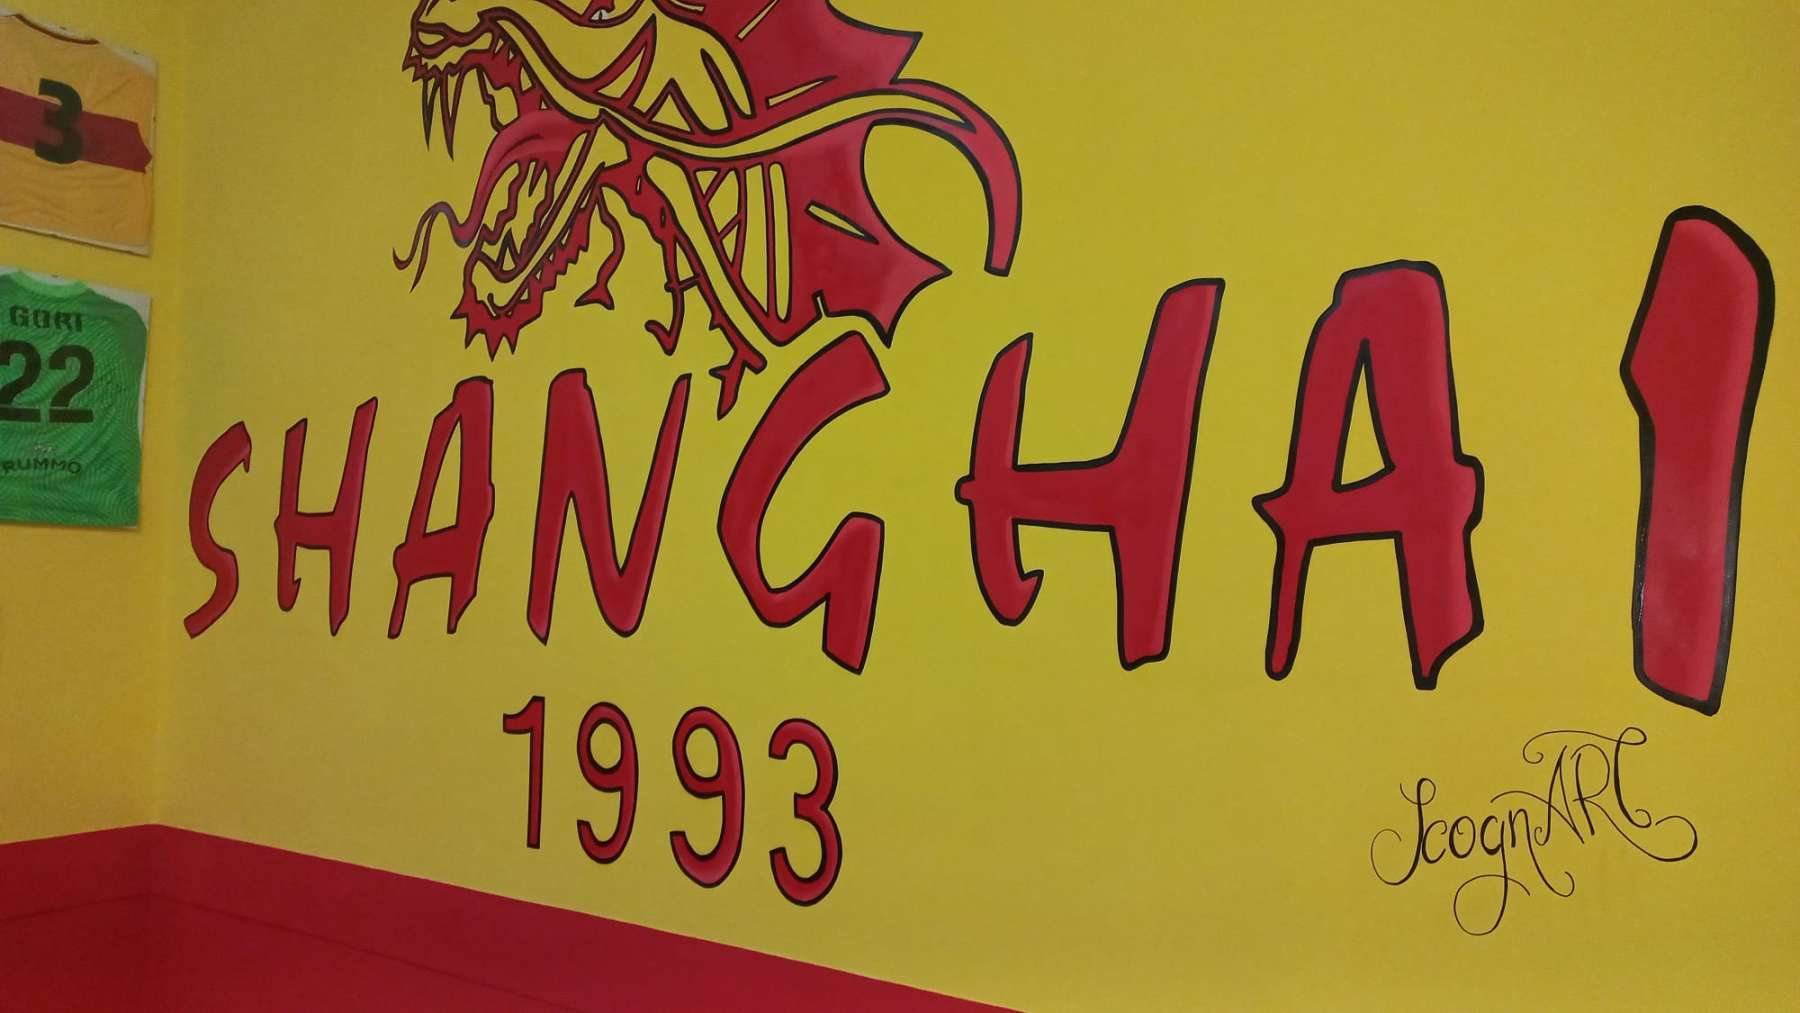 3
GORI
22
RUMMO
SHANGHAI
1993
ScognART